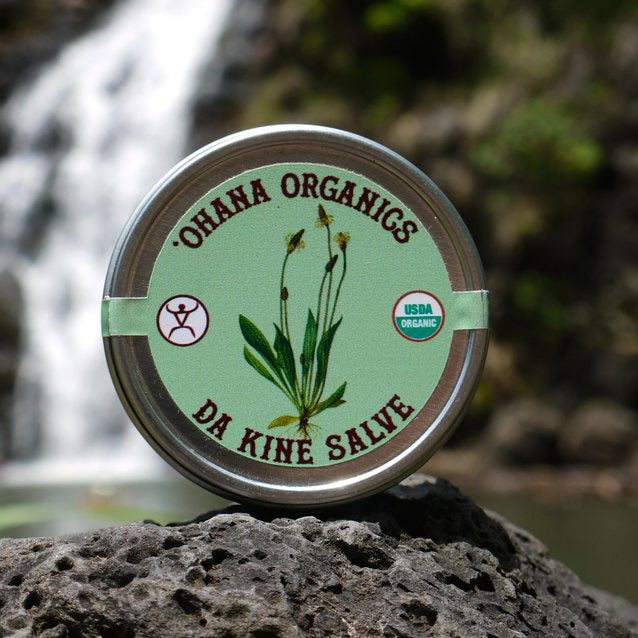 'OHANA ORGANICS
USDA
ORGANIC
DA KINE SALVE